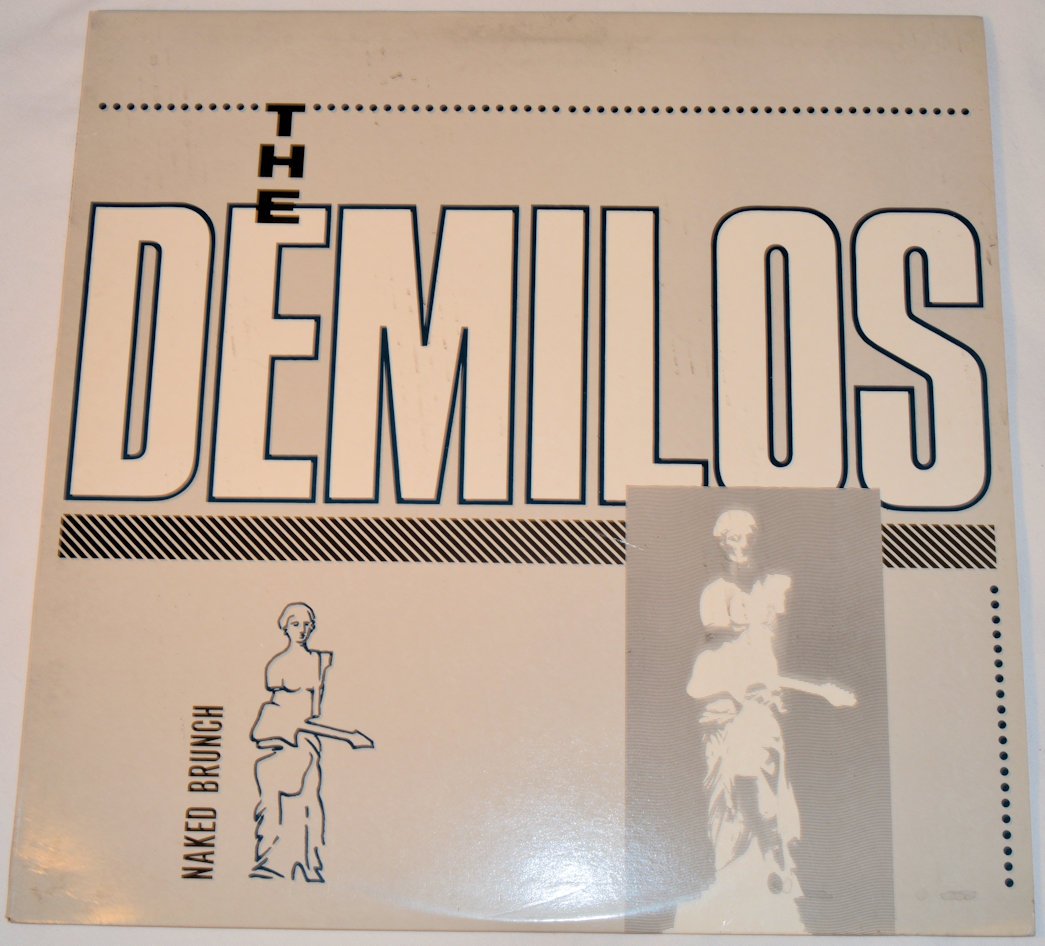 THE
DEMILOS
NAKED BRUNCH